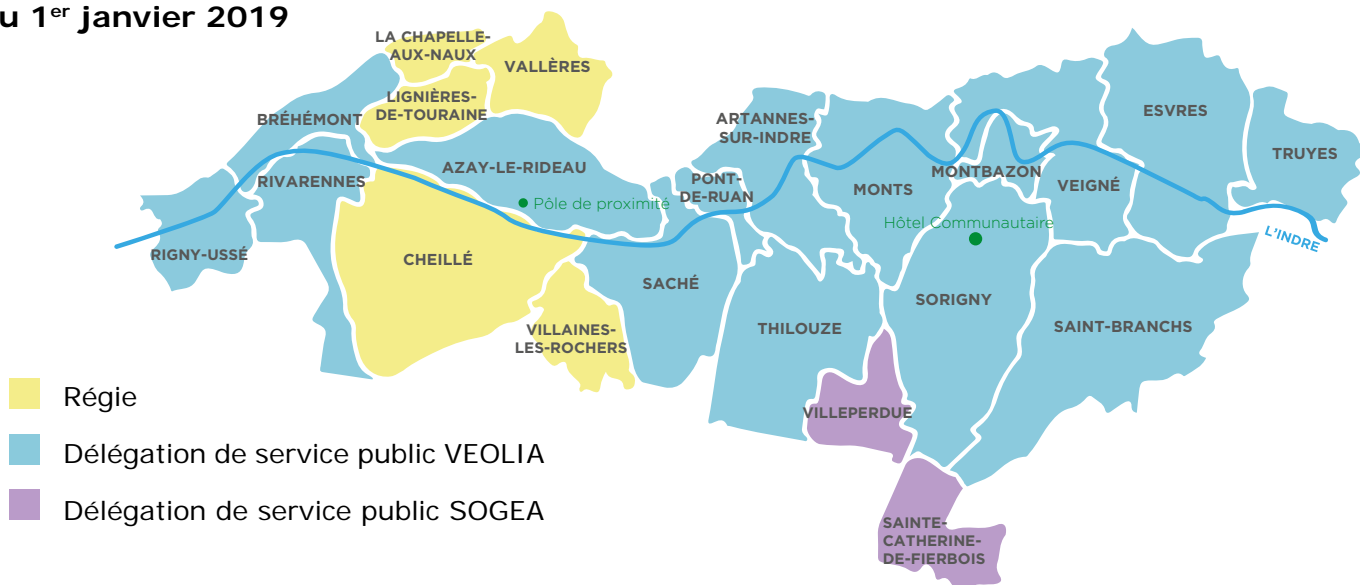 u 1er janvier 2019
LA CHAPELLE-
AUX-NAUX
VALLÈRES
LIGNIÈRES-
DE-TOURAINE
BRÉHÉMONT
ARTANNES-
SUR-INDRE
ESVRES
TRUYES
AZAY-LE-RIDEAU
RIVARENNES
PONT-
DE-RUAN
MONTS
MONTBAZON
VEIGNÉ
Pôle de proximité
Hôtel Communautaire
L'INDRE
RIGNY-USSÉ
CHEILLÉ
SACHÉ
SORIGNY
THILOUZE
SAINT-BRANCHS
VILLAINES-
LES-ROCHERS
VILLEPERDUE
SAINTE-
CATHERINE-
DE-FIERBOIS
Régie
Délégation de service public VEOLIA
Délégation de service public SOGEA